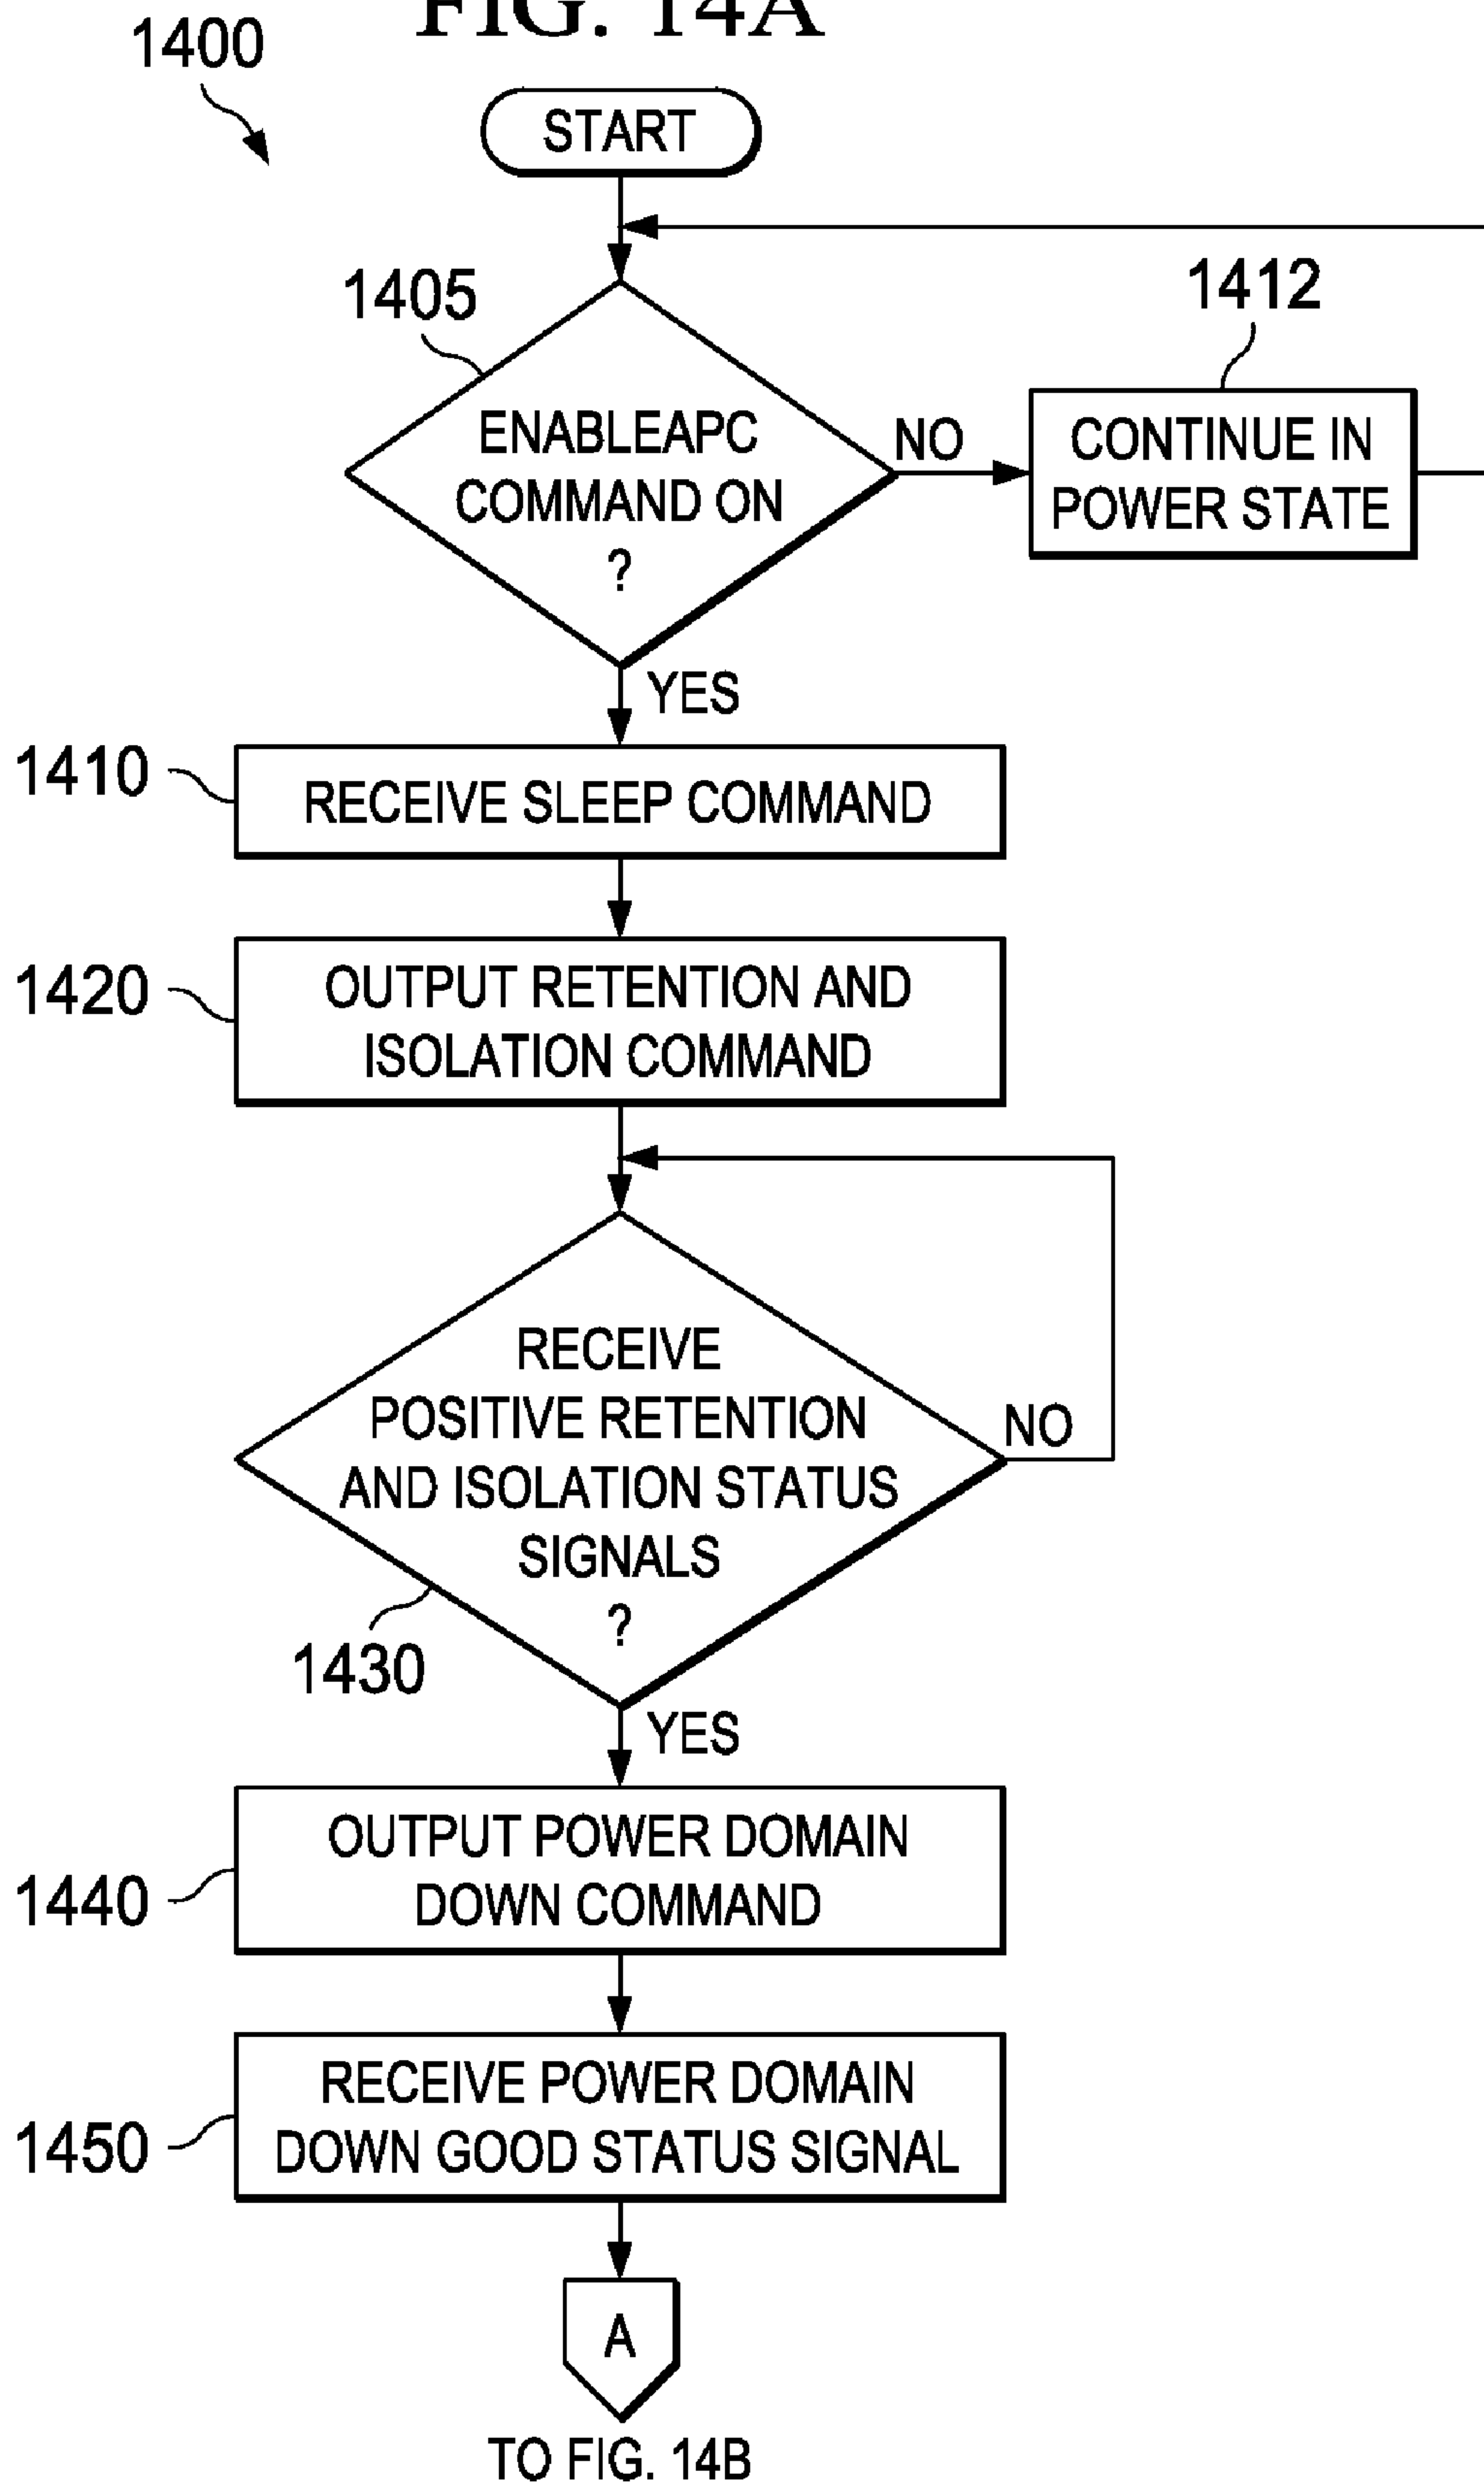 FIG. 14A
1400
START
1405
ENABLEAPC
COMMAND ON
?
NO
1412
CONTINUE IN
POWER STATE
YES
1410
RECEIVE SLEEP COMMAND
1420
OUTPUT RETENTION AND
ISOLATION COMMAND
RECEIVE
POSITIVE RETENTION
AND ISOLATION STATUS
SIGNALS
?
NO
1430
YES
1440
OUTPUT POWER DOMAIN
DOWN COMMAND
1450
RECEIVE POWER DOMAIN
DOWN GOOD STATUS SIGNAL
A
TO FIG. 14B